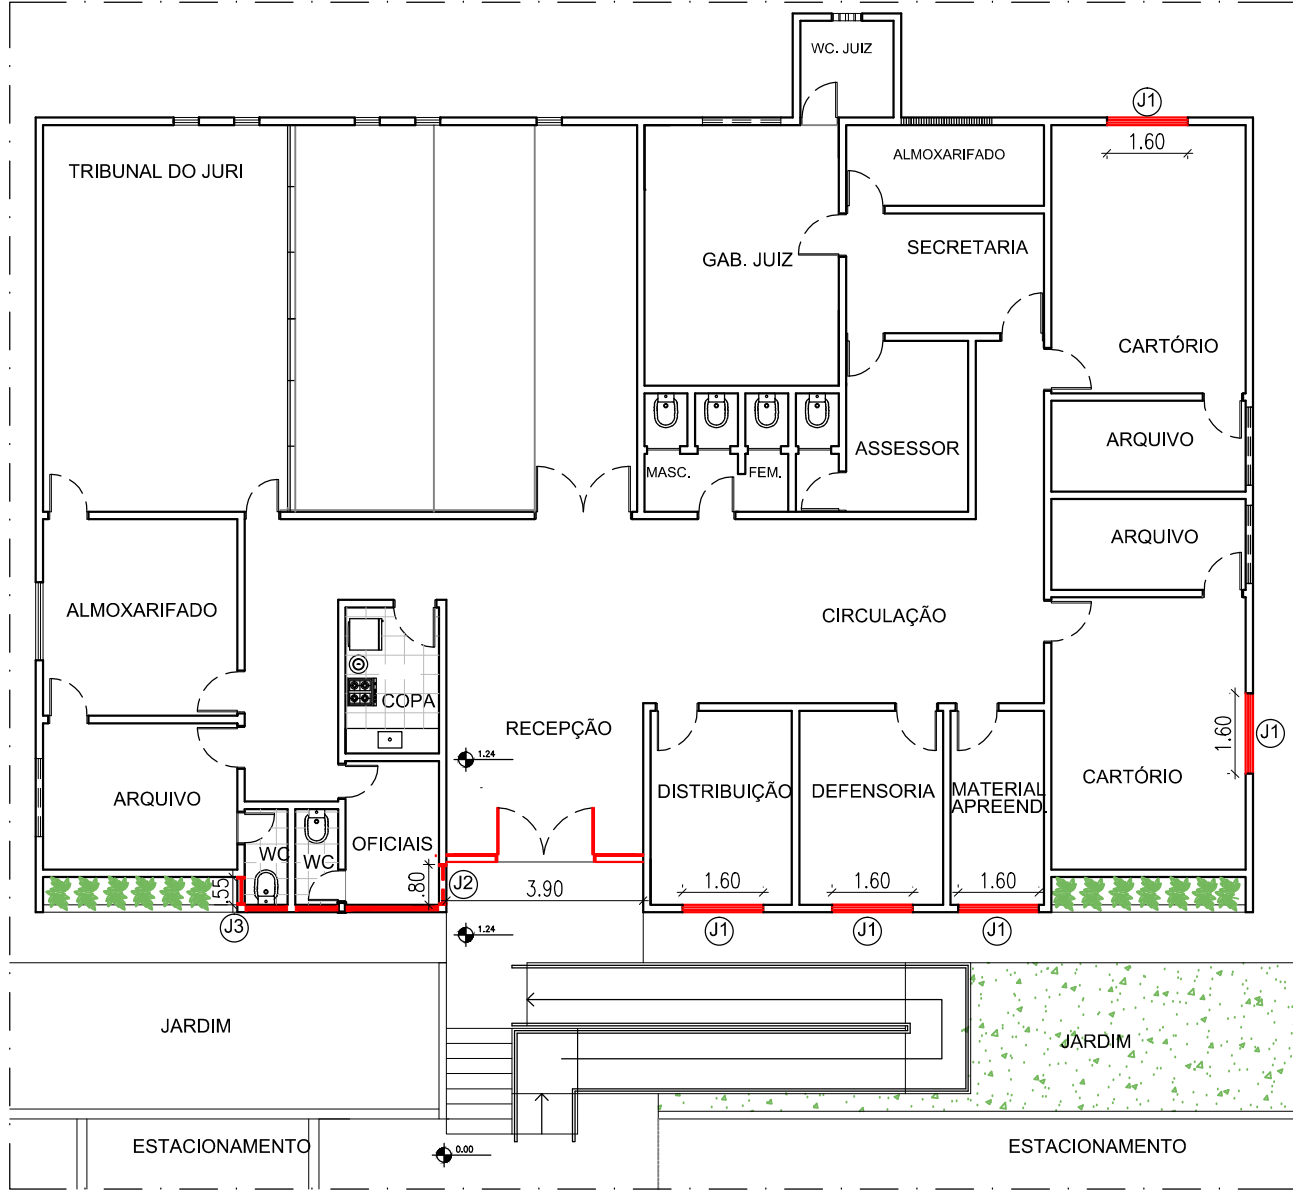 WC. JUIZ
J1
1.60
TRIBUNAL DO JURI
ALMOXARIFADO
SECRETARIA
GAB. JUIZ
CARTÓRIO
ARQUIVO
ASSESSOR
MASC.
FEM.
ARQUIVO
ALMOXARIFADO
CIRCULAÇÃO
COPA
RECEPÇÃO
1.24
1.60
J1
CARTÓRIO
DISTRIBUIÇÃO
DEFENSORIA
MATERIAL
APREEND.
ARQUIVO
OFICIAIS
WC
WC
.55
.80
J2
3.90
1.60
1.60
1.60
J3
J1
J1
J1
1.24
JARDIM
JARDIM
ESTACIONAMENTO
0.00
ESTACIONAMENTO